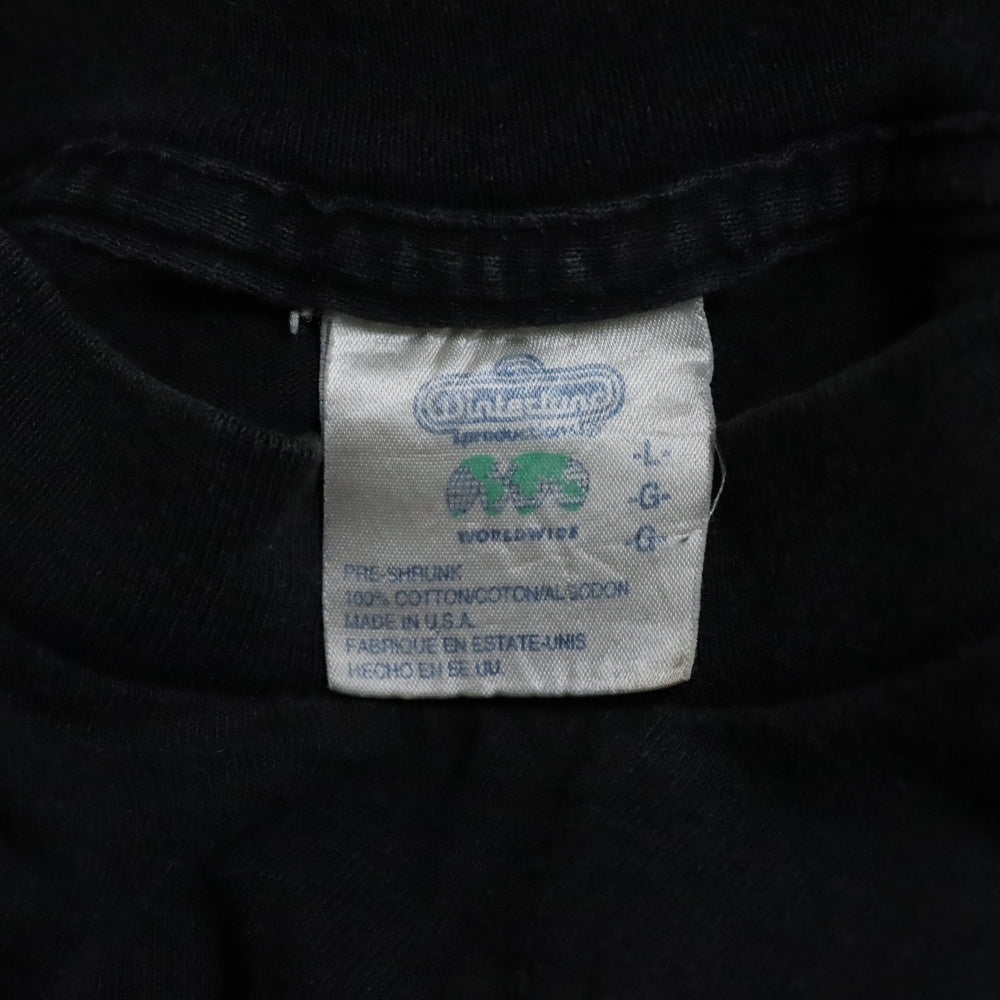 Winterland
productions
WORLDWIDE
-L-
-G-
-G-
PRE-SHRUNK
100% COTTON/COTON/ALGODON
MADE IN U.S.A.
FABRIQUE EN ESTATE-UNIS
HECHO EN EE UU.